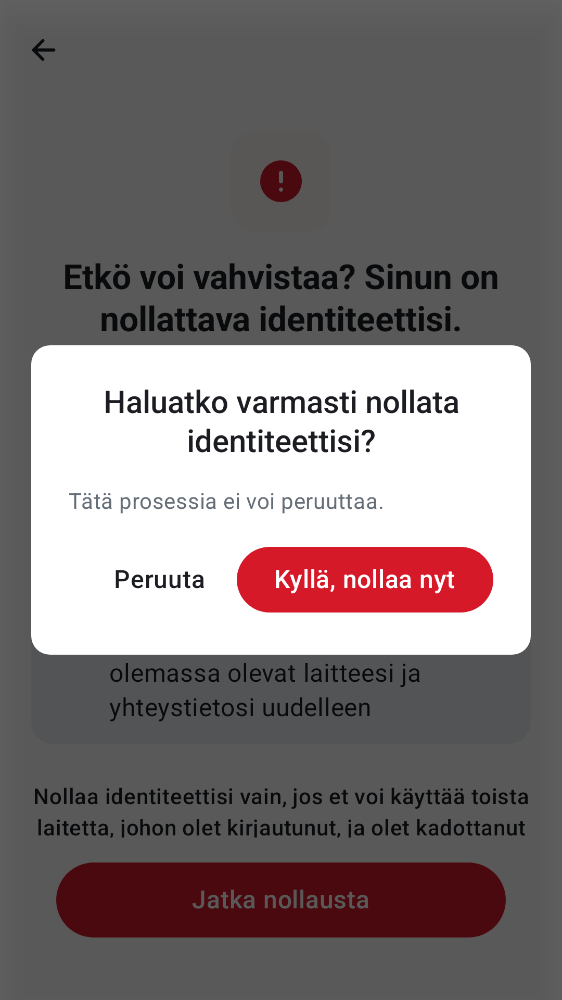 Etkö voi vahvistaa? Sinun on
nollattava identiteettisi.
Haluatko varmasti nollata
identiteettisi?
Tätä prosessia ei voi peruuttaa.
Peruuta
Kyllä, nollaa nyt
olemassa olevat laitteesi ja
yhteystietosi uudelleen
Nollaa identiteettisi vain, jos et voi käyttää toista
laitetta, johon olet kirjautunut, ja olet kadottanut
Jatka nollausta